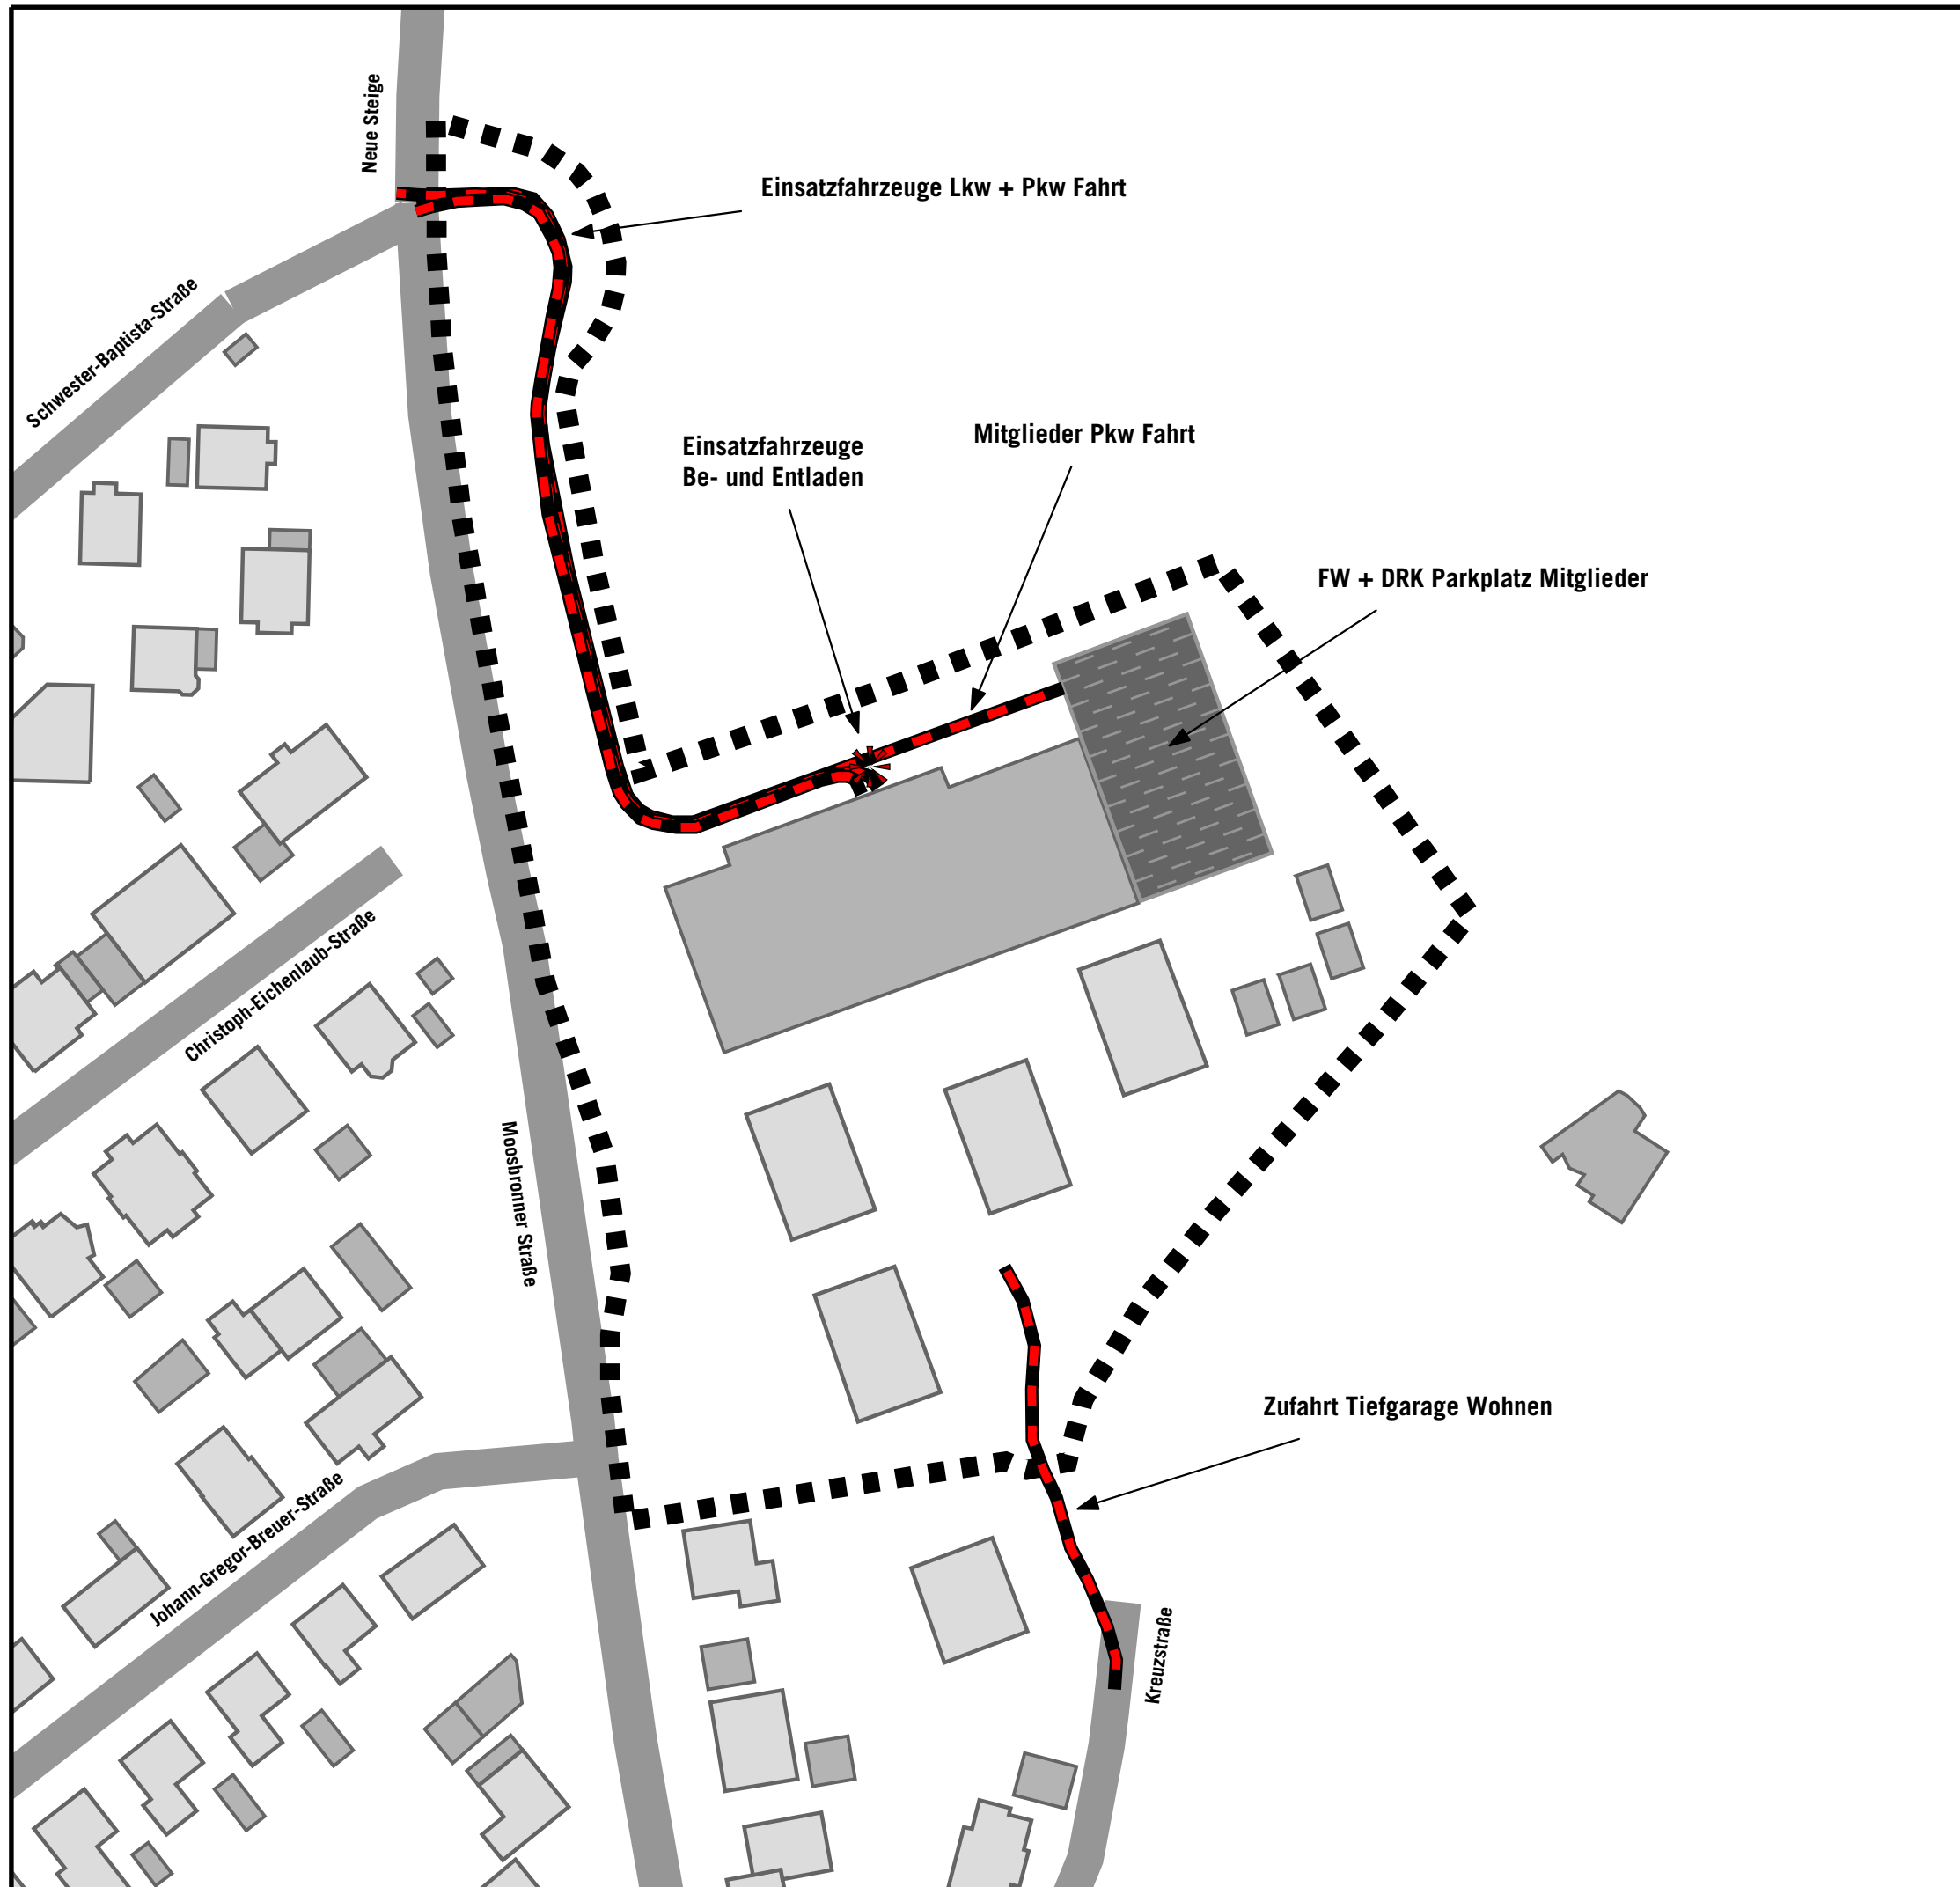 Neue Steige
Einsatzfahrzeuge Lkw + Pkw Fahrt
Schwester-Baptista-Straße
Einsatzfahrzeuge
Be- und Entladen
Mitglieder Pkw Fahrt
FW + DRK Parkplatz Mitglieder
Christoph-Eichenlaub-Straße
Moosbronner Straße
Zufahrt Tiefgarage Wohnen
Johann-Gregor-Breuer-Straße
Kreuzstraße